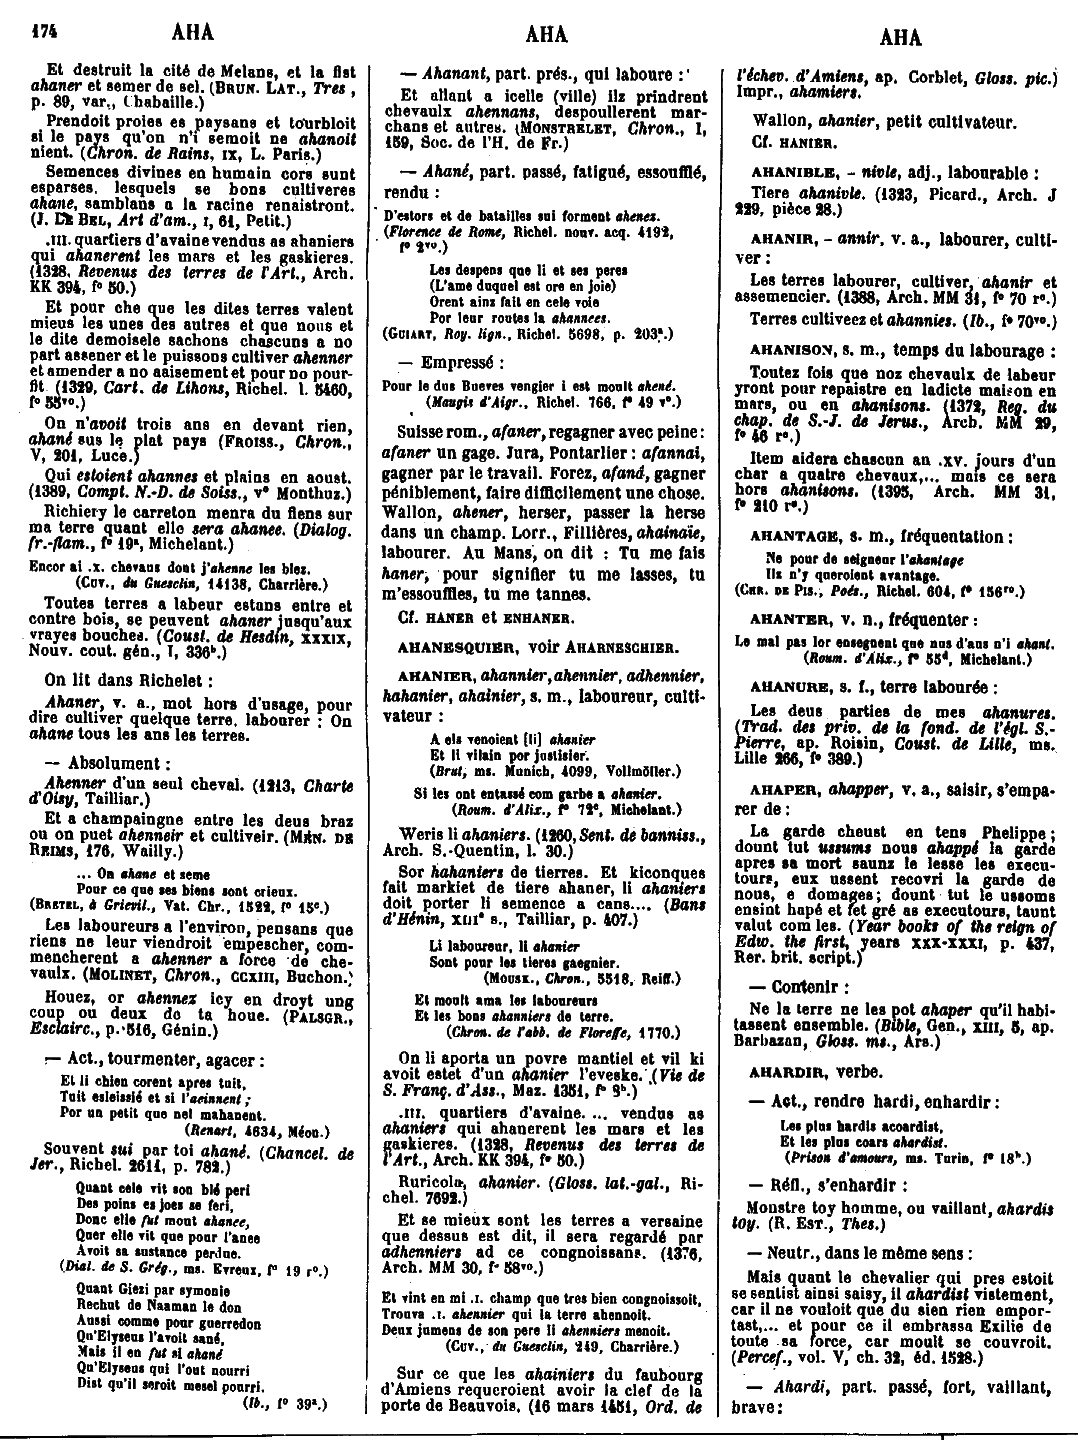 174 AHA AHA AHA
Et destruit la cité de Melans, et la fist
ahaner et semer de sel. (BRUN. LAT., Tres,
p. 89, var., Chabaille.)
Prendoit proies es paysans et tourbloit
si le pays qu'on n'i semoit ne ahanoit
nient. (Chron. de Rains, IX, L. Paris.)
Semences divines en humain cors sunt
esparses, lesquels se bons cultiveres
ahane, samblans a la racine renaistront.
(J. LE BEL, Art d'am., I, 61, Petit.)
.III. quartiers d'avaine vendus as ahaniers
qui ahanerent les mars et les gaskieres.
(1328, Revenus des terres de l'Art., Arch.
KK 394, fº 50.)
Et pour che que les dites terres valent
mieus les unes des autres et que nous et
le dite demoisele sachons chascuns a no
part assener et le puissons cultiver ahenner
et amender a no aaisement et pour no pour-
fit. (1329, Cart. de Lihons, Richel. l. 5460,
fº 55vo.)
On n'avoit trois ans en devant rien,
ahané sus le plat pays (FROISS., Chron.,
V, 201, Luce.)
Qui estoient ahannes et plains en aoust.
(1389, Compt. N.-D. de Soiss., vº Monthuz.)
Richiery le carreton menra du fiens sur
ma terre quant elle sera ahanee. (Dialog.
fr.-flam., fº 19a, Michelant.)
Encor ai .x. chevaus dont j'ahenne les blez.
(CUV., du Guesclin, 14138, Charrière.)
Toutes terres a labeur estans entre et
contre bois, se peuvent ahaner jusqu'aux
vrayes bouches. (Coust. de Hesdin, XXXIX,
Nouv. cout. gén., I, 336b.)
On lit dans Richelet :
Ahaner, v. a., mot hors d'usage, pour
dire cultiver quelque terre, labourer : On
ahane tous les ans les terres.
— Absolument :
Ahenner d'un seul cheval. (1213, Charte
d'Oisy, Tailliar.)
Et a champaingne entre les deus braz
ou on puet ahenneir et cultiveir. (MÉN. DE
REIMS, 176, Wailly.)
... On ahane et seme
Pour ce que ses biens sont crieux.
(BRETEL, à Grievil., Vat. Chr., 1522, fº 15c.)
Les laboureurs a l'environ, pensans que
riens ne leur viendroit empescher, com-
mencherent a ahenner a force de che-
vaulx. (MOLINET, Chron., CCXIII, Buchon.)
Houez, or ahennez icy en droyt ung
coup ou deux de ta houe. (PALSGR.,
Esclairc., p. 516, Génin.)
— Act., tourmenter, agacer :
Et li chien corent apres tuit,
Tuit esleissié et si l'aeinnent ;
Por un petit que nel mahanent.
(Renart, 4634, Méon.)
Souvent sui par toi ahané. (Chancel. de
Jer., Richel. 2611, p. 782.)
Quant cele vit son blé peri
Des poins es joes se feri,
Donc elle fut mont ahanee,
Quer elle vit que pour l'anee
Avoit sa sustance perdue.
(Dial. de S. Grég., ms. Evreux, fº 19 rº.)
Quant Giezi par symonie
Rechut de Naaman le don
Aussi comme pour guerredon
Qu'Elyseus l'avoit sané,
Mais il en fut si ahané
Qu'Elyseus qui l'out nourri
Dist qu'il seroit mesel pourri.
(Ib., fº 39a.)
— Ahanant, part. prés., qui laboure :
Et allant a icelle (ville) ilz prindrent
chevaulx ahennans, despoullerent mar-
chans et autres. (MONSTRELET, Chron., I,
159, Soc. de l'H. de Fr.)
— Ahané, part. passé, fatigué, essoufflé,
rendu :
D'estors et de batailles sui forment ahenez.
(Florence de Rome, Richel. nouv. acq. 4192,
fº 2vo.)
Les despens que li et ses peres
(L'ame duquel est ore en joie)
Orent ainz fait en cele voie
Por leur routes la ahannees.
(GUIART, Roy. lign., Richel. 5698, p. 203a.)
— Empressé :
Pour le dus Bueves vengier i est moult ahené.
(Maugis d'Aigr., Richel. 766, fº 49 vº.)
Suisse rom., afaner, regagner avec peine :
afaner un gage. Jura, Pontarlier : afannai,
gagner par le travail. Forez, afaná, gagner
péniblement, faire difficilement une chose.
Wallon, ahener, herser, passer la herse
dans un champ. Lorr., Fillières, ahainaïe,
labourer. Au Mans, on dit : Tu me fais
haner, pour signifier tu me lasses, tu
m'essouffles, tu me tannes.
Cf. HANER et ENHANER.
AHANESQUIER, voir AHARNESCHIER.
AHANIER, ahannier, ahennier, adhennier,
hahanier, ahainier, s. m., laboureur, culti-
vateur :
A els venoient [li] ahanier
Et li vilain por justisier.
(Brut, ms. Munich, 4099, Vollmöller.)
Si les ont entassé com garbe a ahanier.
(Roum. d'Alix., fº 72c, Michelant.)
Weris li ahaniers. (1260, Sent. de banniss.,
Arch. S.-Quentin, l. 30.)
Sor hahaniers de tierres. Et kiconques
fait markiet de tiere ahaner, li ahaniers
doit porter li semence a cans.... (Bans
d'Hénin, XIIIe s., Tailliar, p. 407.)
Li laboureur, li ahanier
Sont pour les tieres gaegnier.
(MOUSK., Chron., 5518, Reiff.)
Et moult ama les laboureurs
Et les bons ahanniers de terre.
(Chron. de l'abb. de Floreffe, 1770.)
On li aporta un povre mantiel et vil ki
avoit estet d'un ahanier l'eveske. (Vie de
S. Franç. d'Ass., Maz. 1351, fº 9b.)
.III. quartiers d'avaine. ... vendus as
ahaniers qui ahanerent les mars et les
gaskieres. (1328, Revenus des terres de
l'Art., Arch. KK 394, fº 50.)
Ruricola, ahanier. (Gloss. lat.-gal., Ri-
chel. 7692.)
Et se mieux sont les terres a versaine
que dessus est dit, il sera regardé par
adhenniers ad ce congnoissans. (1376,
Arch. MM 30, fº 58vo.)
Et vint en mi .I. champ que tres bien congnoissoit,
Trouva .I. ahennier qui la terre ahennoit.
Deux jumens de son pere li ahenniers menoit.
(CUV., du Guesclin, 249, Charrière.)
Sur ce que les ahainiers du faubourg
d'Amiens requeroient avoir la clef de la
porte de Beauvois. (16 mars 1451, Ord. de
l'échev. d'Amiens, ap. Corblet, Gloss. pic.)
Impr., ahamiers.
Wallon, ahanier, petit cultivateur.
Cf. HANIER.
AHANIBLE, - nivle, adj., labourable :
Tiere ahanivle. (1323, Picard., Arch. J
229, pièce 28.)
AHANIR, - annir, v. a., labourer, culti-
ver :
Les terres labourer, cultiver, ahanir et
assemencier. (1388, Arch. MM 31, fº 70 rº.)
Terres cultiveez et ahannies. (Ib., fº 70vo.)
AHANISON, s. m., temps du labourage :
Toutez fois que noz chevaulx de labeur
yront pour repaistre en ladicte maison en
mars, ou en ahanisons. (1372, Reg. du
chap. de S.-J. de Jerus., Arch. MM 29,
fº 46 rº.)
Item aidera chascun an .xv. jours d'un
char a quatre chevaux,... mais ce sera
hors ahanisons. (1395, Arch. MM 31,
fº 210 rº.)
AHANTAGE, s. m., fréquentation :
Ne pour de seigneur l'ahantage
Ilz n'y queroient avantage.
(CHR. DE PIS., Poés., Richel. 604, fº 156ro.)
AHANTER, v. n., fréquenter :
Le mal pas lor ensegnent que nus d'aus n'i ahant.
(Roum. d'Alix., fº 55d, Michelant.)
AHANURE, s. f., terre labourée :
Les deus parties de mes ahanures.
(Trad. des priv. de la fond. de l'égl. S.-
Pierre, ap. Roisin, Coust. de Lille, ms.
Lille 266, fº 389.)
AHAPER, ahapper, v. a., saisir, s'empa-
rer de :
La garde cheust en tens Phelippe ;
dount tut ussums nous ahappé la garde
apres sa mort saunz le lesse les execu-
tours, eux ussent recovri la garde de
nous, e domages; dount tut le ussoms
ensint hapé et fet gré as executours, taunt
valut com les. (Year books of the reign of
Edw. the first, years XXX-XXXI, p. 437,
Rer. brit. script.)
— Contenir :
Ne la terre ne les pot ahaper qu'il habi-
tassent ensemble. (Bible, Gen., XIII, 5, ap.
Barbazan, Gloss. ms., Ars.)
AHARDIR, verbe.
— Act., rendre hardi, enhardir :
Les plus hardis acoardist,
Et les plus coars ahardist.
(Prison d'amours, ms. Turin, fº 18b.)
— Réfl., s'enhardir :
Monstre toy homme, ou vaillant, ahardis
toy. (R. EST., Thes.)
— Neutr., dans le même sens :
Mais quant le chevalier qui pres estoit
se sentist ainsi saisy, il ahardist vistement,
car il ne vouloit que du sien rien empor-
tast,... et pour ce il embrassa Exilie de
toute sa force, car moult se couvroit.
(Percef., vol. V, ch. 32, éd. 1528.)
— Ahardi, part. passé, fort, vaillant,
brave :